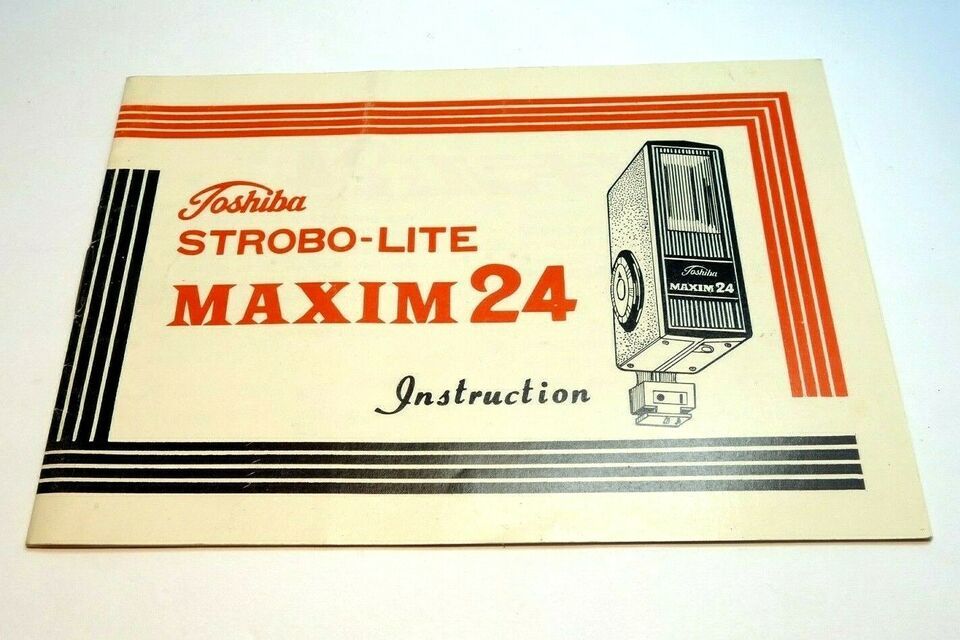 Toshiba
STROBO-LITE
MAXIM 24
Instruction
Toshiba
MAXIM 24